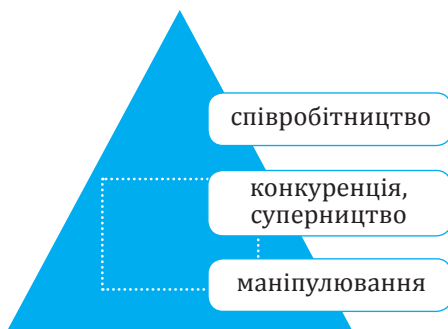 співробітництво
конкуренція,
суперництво
маніпулювання